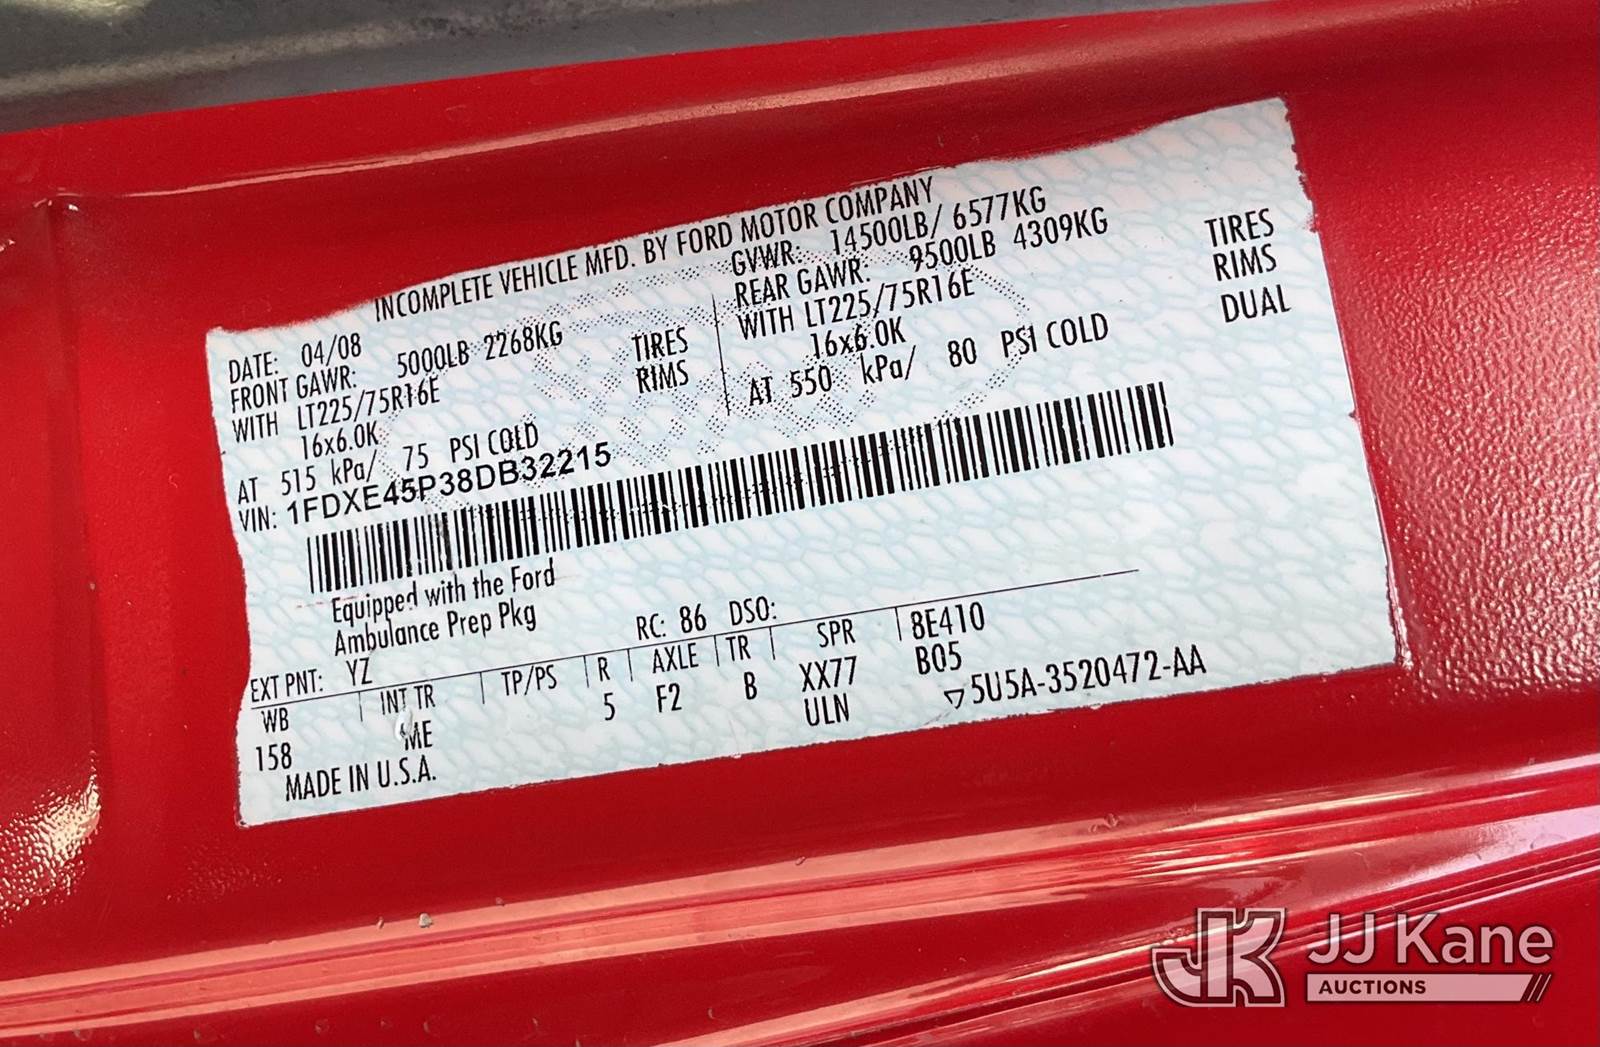 INCOMPLETE VEHICLE MFD. BY FORD MOTOR COMPANY
DATE: 04/08
GVWR: 14500LB/ 6577KG
FRONT GAWR: 5000LB 2268KG
REAR GAWR: 9500LB 4309KG
WITH LT225/75R16E TIRES
WITH LT225/75R16E TIRES
16x6.0K RIMS
16x6.0K RIMS
AT 515 kPa/ 75 PSI COLD
AT 550 kPa/ 80 PSI COLD DUAL
VIN: 1FDXE45P38DB32215
Equipped with the Ford
Ambulance Prep Pkg
EXT PNT: YZ RC: 86 DSO:
WB INT TR TP/PS R AXLE TR SPR 8E410
158 ME 5 F2 B XX77 B05
ULN 5U5A-3520472-AA
MADE IN U.S.A.
JK JJ Kane
AUCTIONS